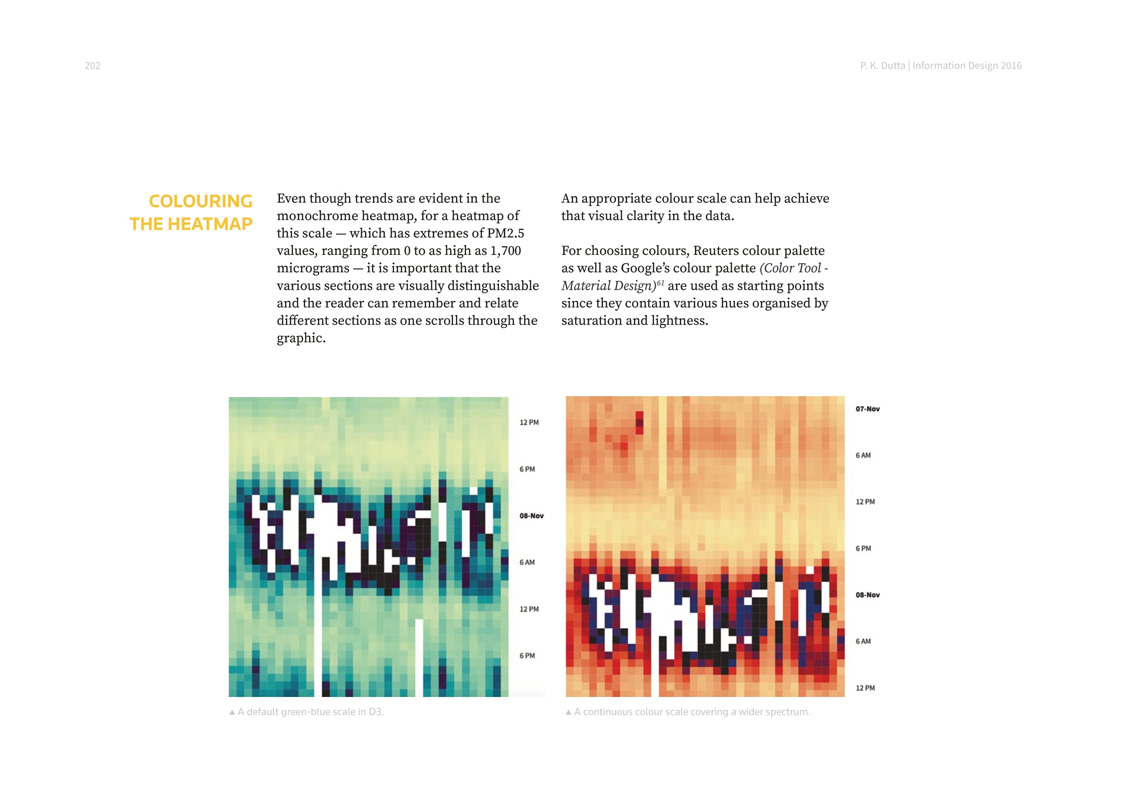 202
P. K. Dutta | Information Design 2016
COLOURING
THE HEATMAP
Even though trends are evident in the
monochrome heatmap, for a heatmap of
this scale — which has extremes of PM2.5
values, ranging from 0 to as high as 1,700
micrograms — it is important that the
various sections are visually distinguishable
and the reader can remember and relate
different sections as one scrolls through the
graphic.
An appropriate colour scale can help achieve
that visual clarity in the data.
For choosing colours, Reuters colour palette
as well as Google’s colour palette (Color Tool -
Material Design)⁶¹ are used as starting points
since they contain various hues organised by
saturation and lightness.
12 PM
6 PM
08-Nov
6 AM
12 PM
6 PM
▲ A default green-blue scale in D3.
07-Nov
6 AM
12 PM
6 PM
08-Nov
6 AM
12 PM
▲ A continuous colour scale covering a wider spectrum.